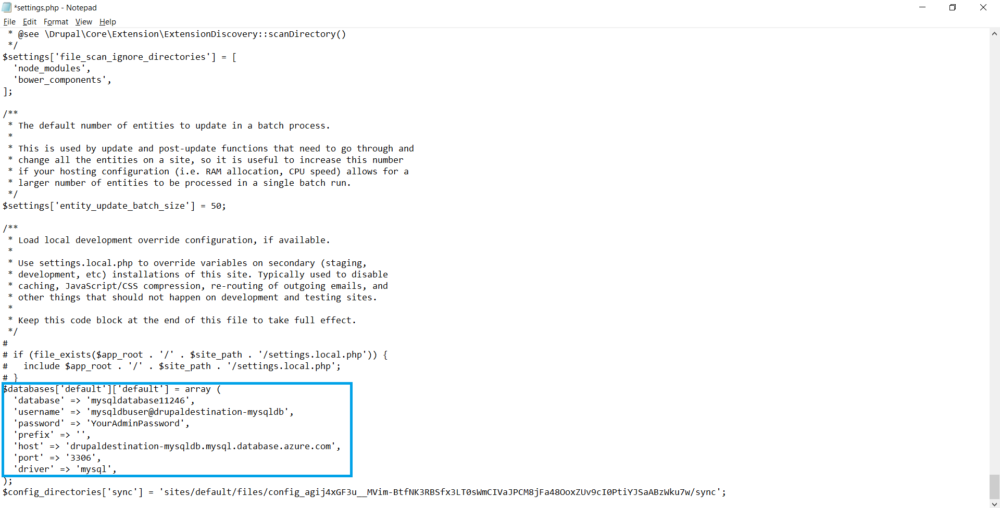 *settings.php - Notepad
File Edit Format View Help
 * @see \Drupal\Core\Extension\ExtensionDiscovery::scanDirectory()
 */
$settings['file_scan_ignore_directories'] = [
  'node_modules',
  'bower_components',
];

/**
 * The default number of entities to update in a batch process.
 *
 * This is used by update and post-update functions that need to go through and
 * change all the entities on a site, so it is useful to increase this number
 * if your hosting configuration (i.e. RAM allocation, CPU speed) allows for a
 * larger number of entities to be processed in a single batch run.
 */
$settings['entity_update_batch_size'] = 50;

/**
 * Load local development override configuration, if available.
 *
 * Use settings.local.php to override variables on secondary (staging,
 * development, etc) installations of this site. Typically used to disable
 * caching, JavaScript/CSS compression, re-routing of outgoing emails, and
 * other things that should not happen on development and testing sites.
 *
 * Keep this code block at the end of this file to take full effect.
 */
#
# if (file_exists($app_root . '/' . $site_path . '/settings.local.php')) {
#   include $app_root . '/' . $site_path . '/settings.local.php';
# }
$databases['default']['default'] = array (
  'database' => 'mysqldatabase11246',
  'username' => 'mysqldbuser@drupaldestination-mysqldb',
  'password' => 'YourAdminPassword',
  'prefix' => '',
  'host' => 'drupaldestination-mysqldb.mysql.database.azure.com',
  'port' => '3306',
  'driver' => 'mysql',
);
$config_directories['sync'] = 'sites/default/files/config_agij4xGF3u__MVim-BtfNK3RBSfx3LT0sWmCIVaJPCM8jFa48OoxZUv9cI0PtiYJSaABzWku7w/sync';